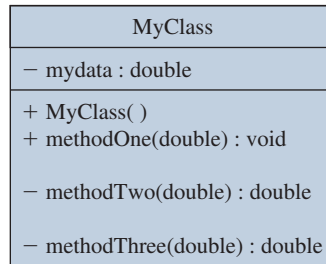 MyClass
− mydata : double
+ MyClass( )
+ methodOne(double) : void
− methodTwo(double) : double
− methodThree(double) : double